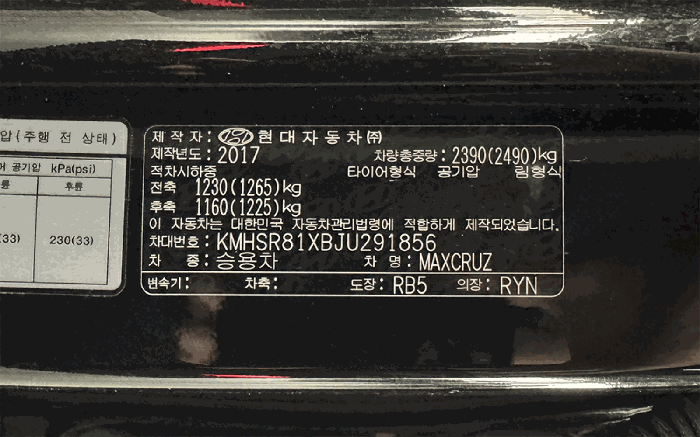 압(주행 전 상태)
공기압 kPa(psi)
후륜
(33) 230(33)
제 작 자: 현대자동차㈜
제작년도: 2017 차량총중량: 2390(2490)kg
적차시하중 타이어형식 공기압 림형식
전축 1230(1265)kg
후축 1160(1225)kg
이 자동차는 대한민국 자동차관리법령에 적합하게 제작되었습니다.
차대번호: KMHSR81XBJU291856
차 종: 승용차 차 명: MAXCRUZ
변속기: 차축: 도장: RB5 의장: RYN